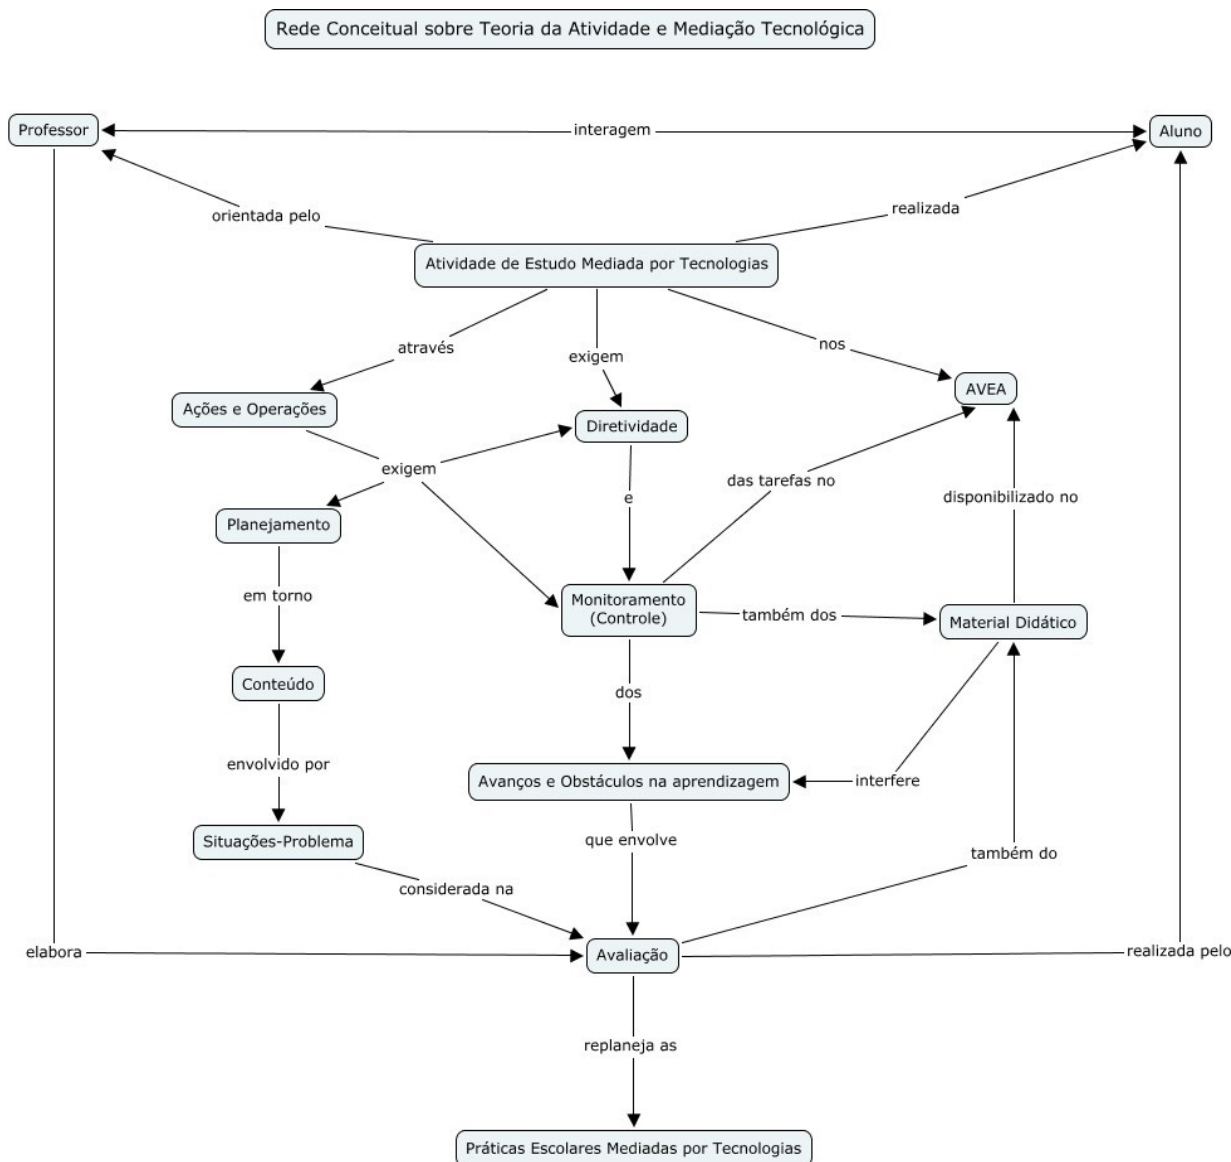 Rede Conceitual sobre Teoria da Atividade e Mediação Tecnológica
Professor
interagem
Aluno
orientada pelo
realizada
Atividade de Estudo Mediada por Tecnologias
através
exigem
nos
Ações e Operações
AVEA
Diretividade
exigem
das tarefas no
disponibilizado no
Planejamento
e
em torno
Monitoramento
(Controle)
também dos
Material Didático
Conteúdo
dos
envolvido por
Avanços e Obstáculos na aprendizagem
interfere
Situações-Problema
que envolve
também do
considerada na
elabora
Avaliação
realizada pelo
replaneja as
Práticas Escolares Mediadas por Tecnologias